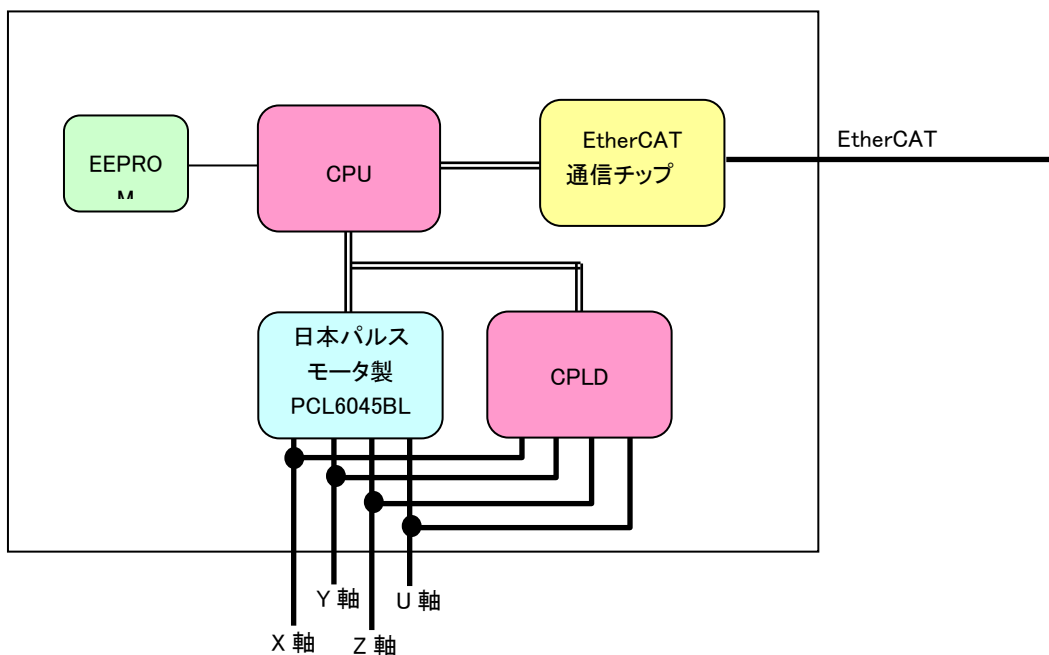 EtherCAT
通信チップ
EtherCAT
EEPRO
M
CPU
日本パルス
モータ製
PCL6045BL
CPLD
Y 軸
U 軸
X 軸
Z 軸